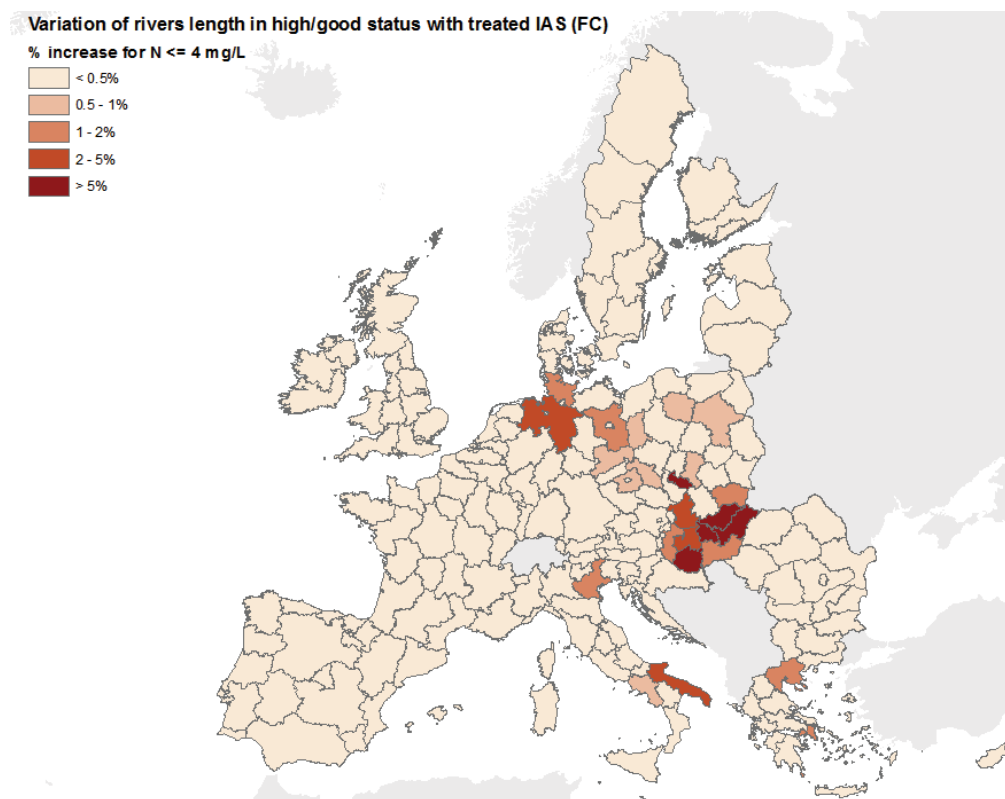 Variation of rivers length in high/good status with treated IAS (FC)
% increase for N <= 4 mg/L
< 0.5%
0.5 - 1%
1 - 2%
2 - 5%
> 5%